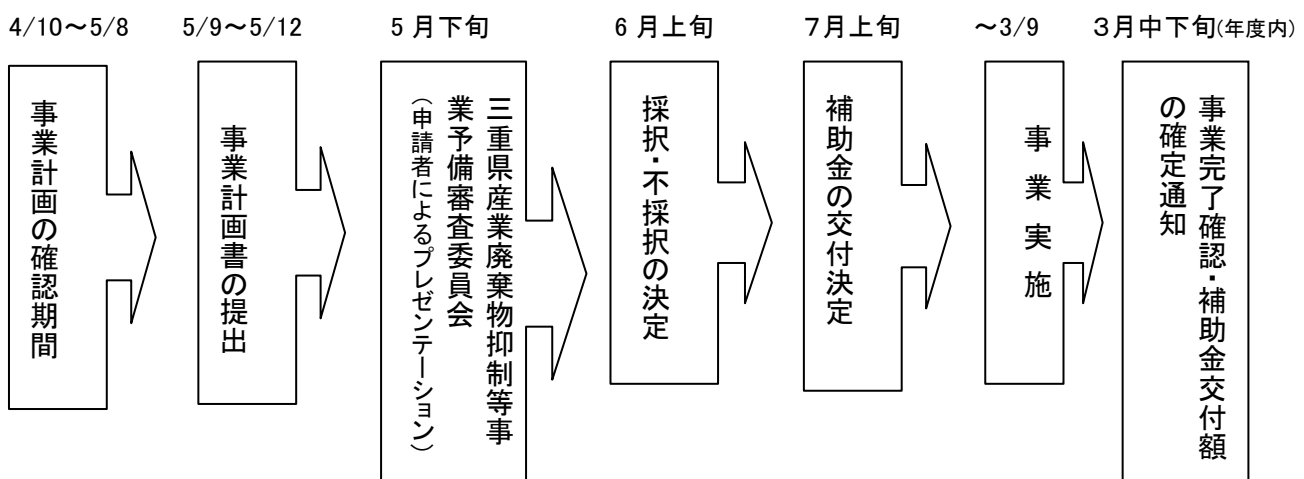 4/10～5/8
5/9～5/12
5月下旬
6月上旬
7月上旬
～3/9
3月中下旬(年度内)
事業計画の確認期間
事業計画書の提出
三重県産業廃棄物抑制等事
業予備審査委員会
（申請者によるプレゼンテーション）
採択・不採択の決定
補助金の交付決定
事業実施
事業完了確認・補助金交付額
の確定通知